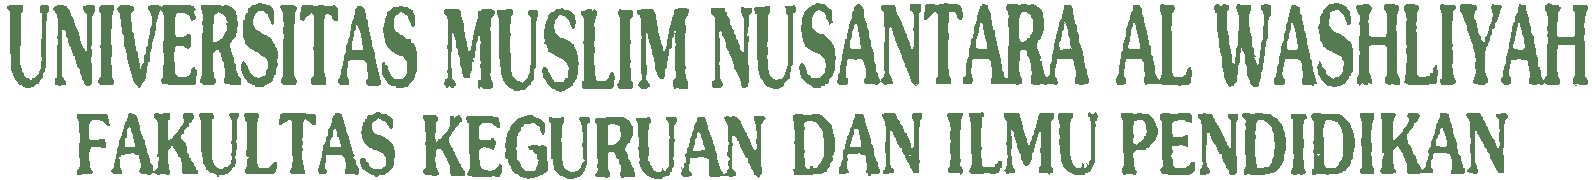 UNIVERSITAS MUSLIM NUSANTARA AL WASHLIYAH
FAKULTAS KEGURUAN DAN ILMU PENDIDIKAN